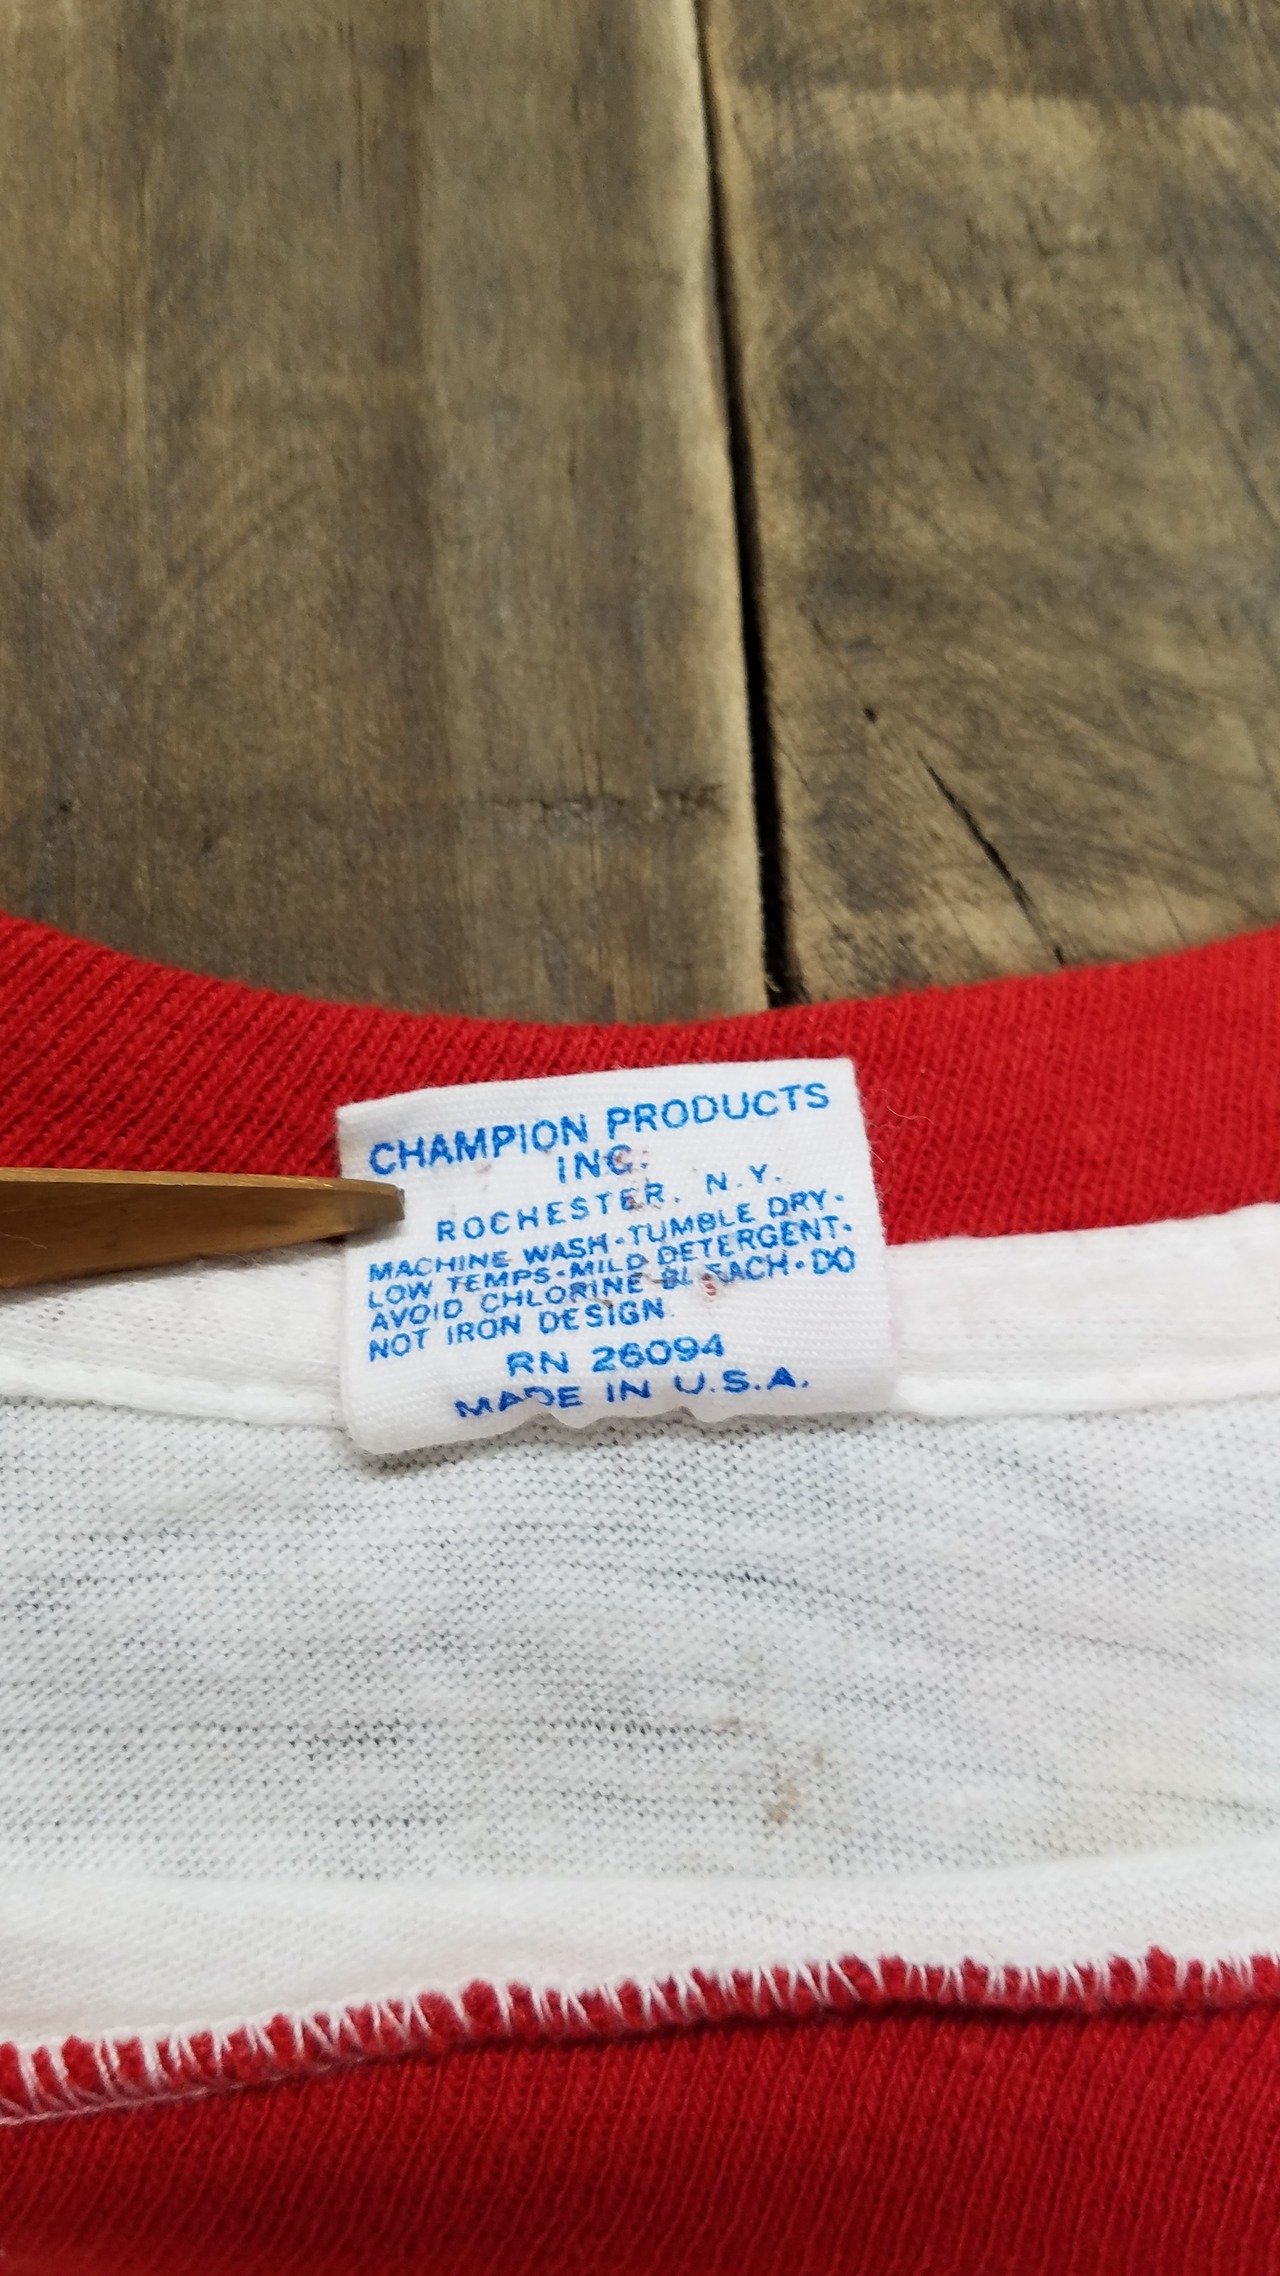 CHAMPION PRODUCTS
INC.
ROCHESTER, N.Y.
MACHINE WASH-TUMBLE DRY-
LOW TEMPS-MILD DETERGENT-
AVOID CHLORINE BLEACH-DO
NOT IRON DESIGN.
RN 26094
MADE IN U.S.A.